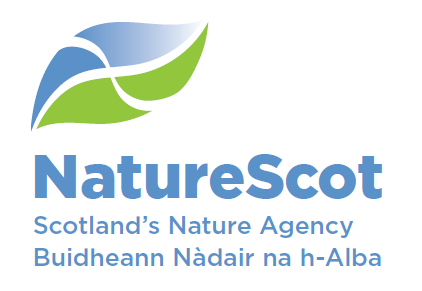 NatureScot
Scotland's Nature Agency
Buidheann Nàdair na h-Alba